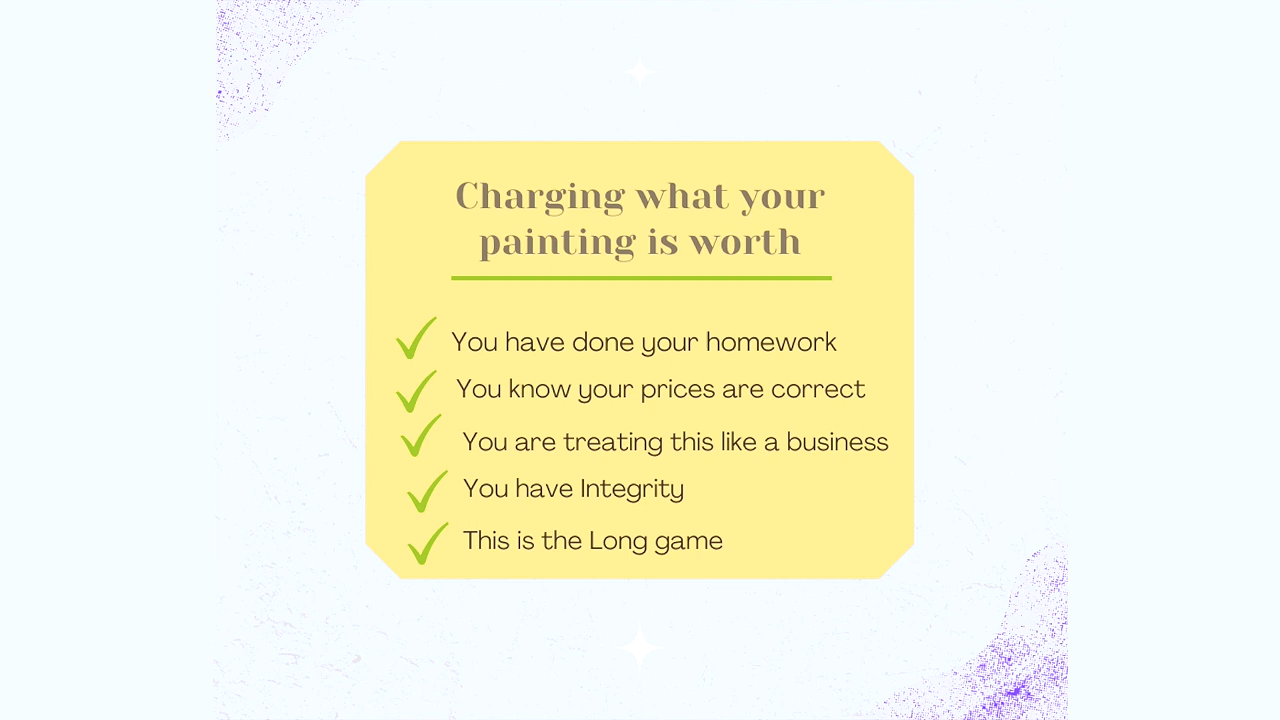 Charging what your
painting is worth
You have done your homework
You know your prices are correct
You are treating this like a business
You have Integrity
This is the Long game